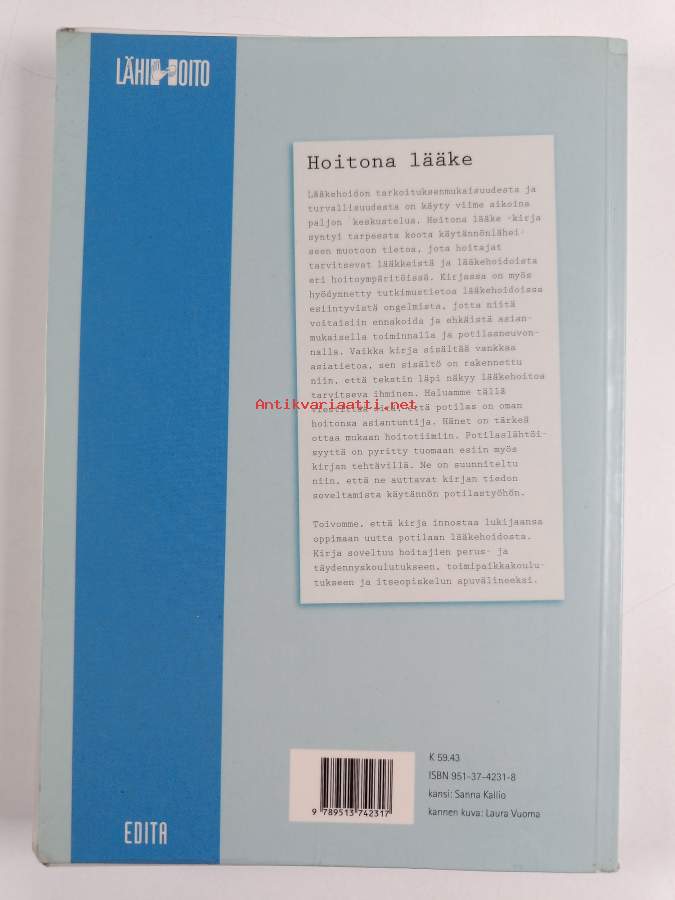 LÄHIHOITO
Hoitona lääke
Lääkehoidon tarkoituksenmukaisuudesta ja
turvallisuudesta on käyty viime aikoina
paljon keskustelua. Hoitona lääke -kirja
syntyi tarpeesta koota käytännönlähei-
seen muotoon tietoa, jota hoitajat
tarvitsevat lääkkeistä ja lääkehoidoista
eri hoitoympäritöissä. Kirjassa on myös
hyödynnetty tutkimustietoa lääkehoidoissa
esiintyvistä ongelmista, jotta niitä
voitaisiin ennakoida ja ehkäistä asian-
mukaisella toiminnalla ja potilasneuvon-
nalla. Vaikka kirja sisältää vankkaa
asiatietoa, sen sisältö on rakennettu
niin, että tekstin läpi näkyy lääkehoitoa
tarvitseva ihminen. Haluamme tällä
Antikvariaatti.net
että potilas on oman
hoitonsa asiantuntija. Hänet on tärkeä
ottaa mukaan hoitotiimiin. Potilaslähtöi-
syyttä on pyritty tuomaan esiin myös
kirjan tehtävillä. Ne on suunniteltu
niin, että ne auttavat kirjan tiedon
soveltamista käytännön potilastyöhön.
Toivomme, että kirja innostaa lukijaansa
oppimaan uutta potilaan lääkehoidosta.
Kirja soveltuu hoitajien perus- ja
täydennyskoulutukseen, toimipaikkakoulu-
tukseen ja itseopiskelun apuvälineeksi.
K 59.43
ISBN 951-37-4231-8
kansi: Sanna Kallio
kannen kuva: Laura Vuoma
9 789513 742317
EDITA